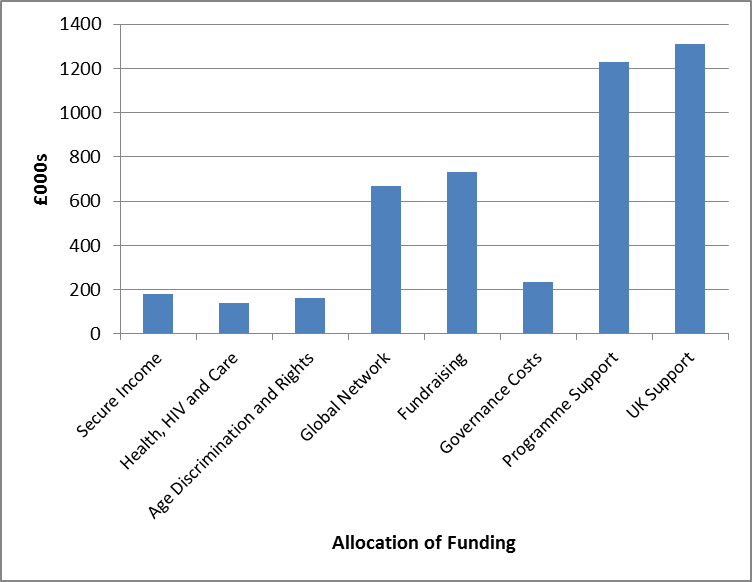 1400
1200
1000
800
600
400
200
0
£000s
Secure Income
Health, HIV and Care
Age Discrimination and Rights
Global Network
Fundraising
Governance Costs
Programme Support
UK Support
Allocation of Funding